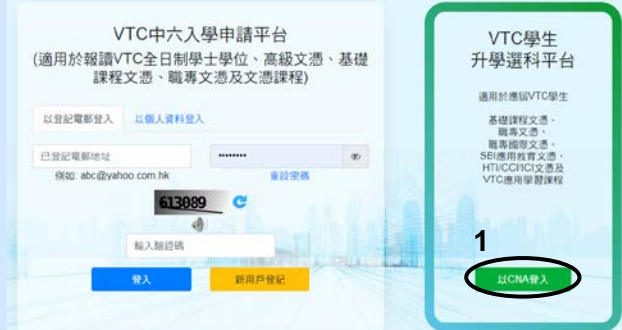 VTC中六入學申請平台
(適用於報讀VTC全日制學士學位、高級文憑、基礎
課程文憑、職專文憑及文憑課程)
以登記電郵登入
以個人資料登入
已登記電郵地址
••••••••
例如: abc@yahoo.com.hk
重設密碼
613089
輸入驗證碼
登入
新用戶登記
VTC學生
升學選科平台
適用於應屆VTC學生
基礎課程文憑、
職專文憑、
職專國際文憑、
SBI應用教育文憑、
HTI/CCI/ICI文憑及
VTC應用學習課程
1
以CNA登入